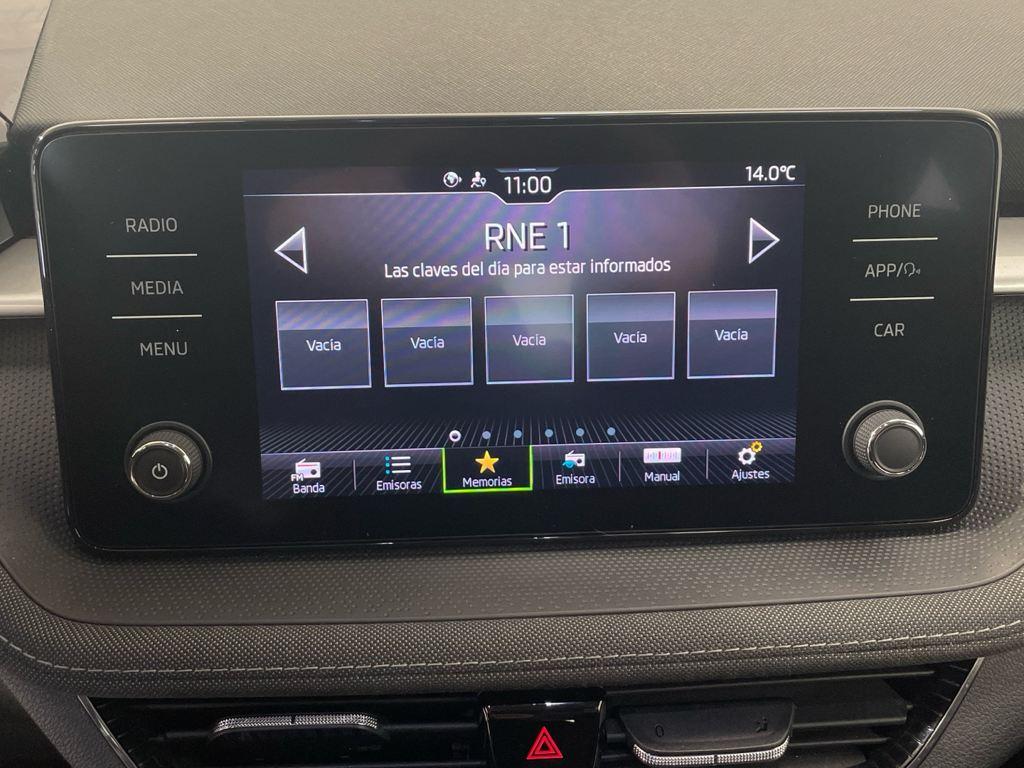 11:00
14.0°C
RADIO
MEDIA
MENU
RNE 1
Las claves del día para estar informados
Vacía
Vacía
Vacía
Vacía
Vacía
FM
Banda
Emisoras
Memorias
Emisora
Manual
Ajustes
PHONE
APP/
CAR
0